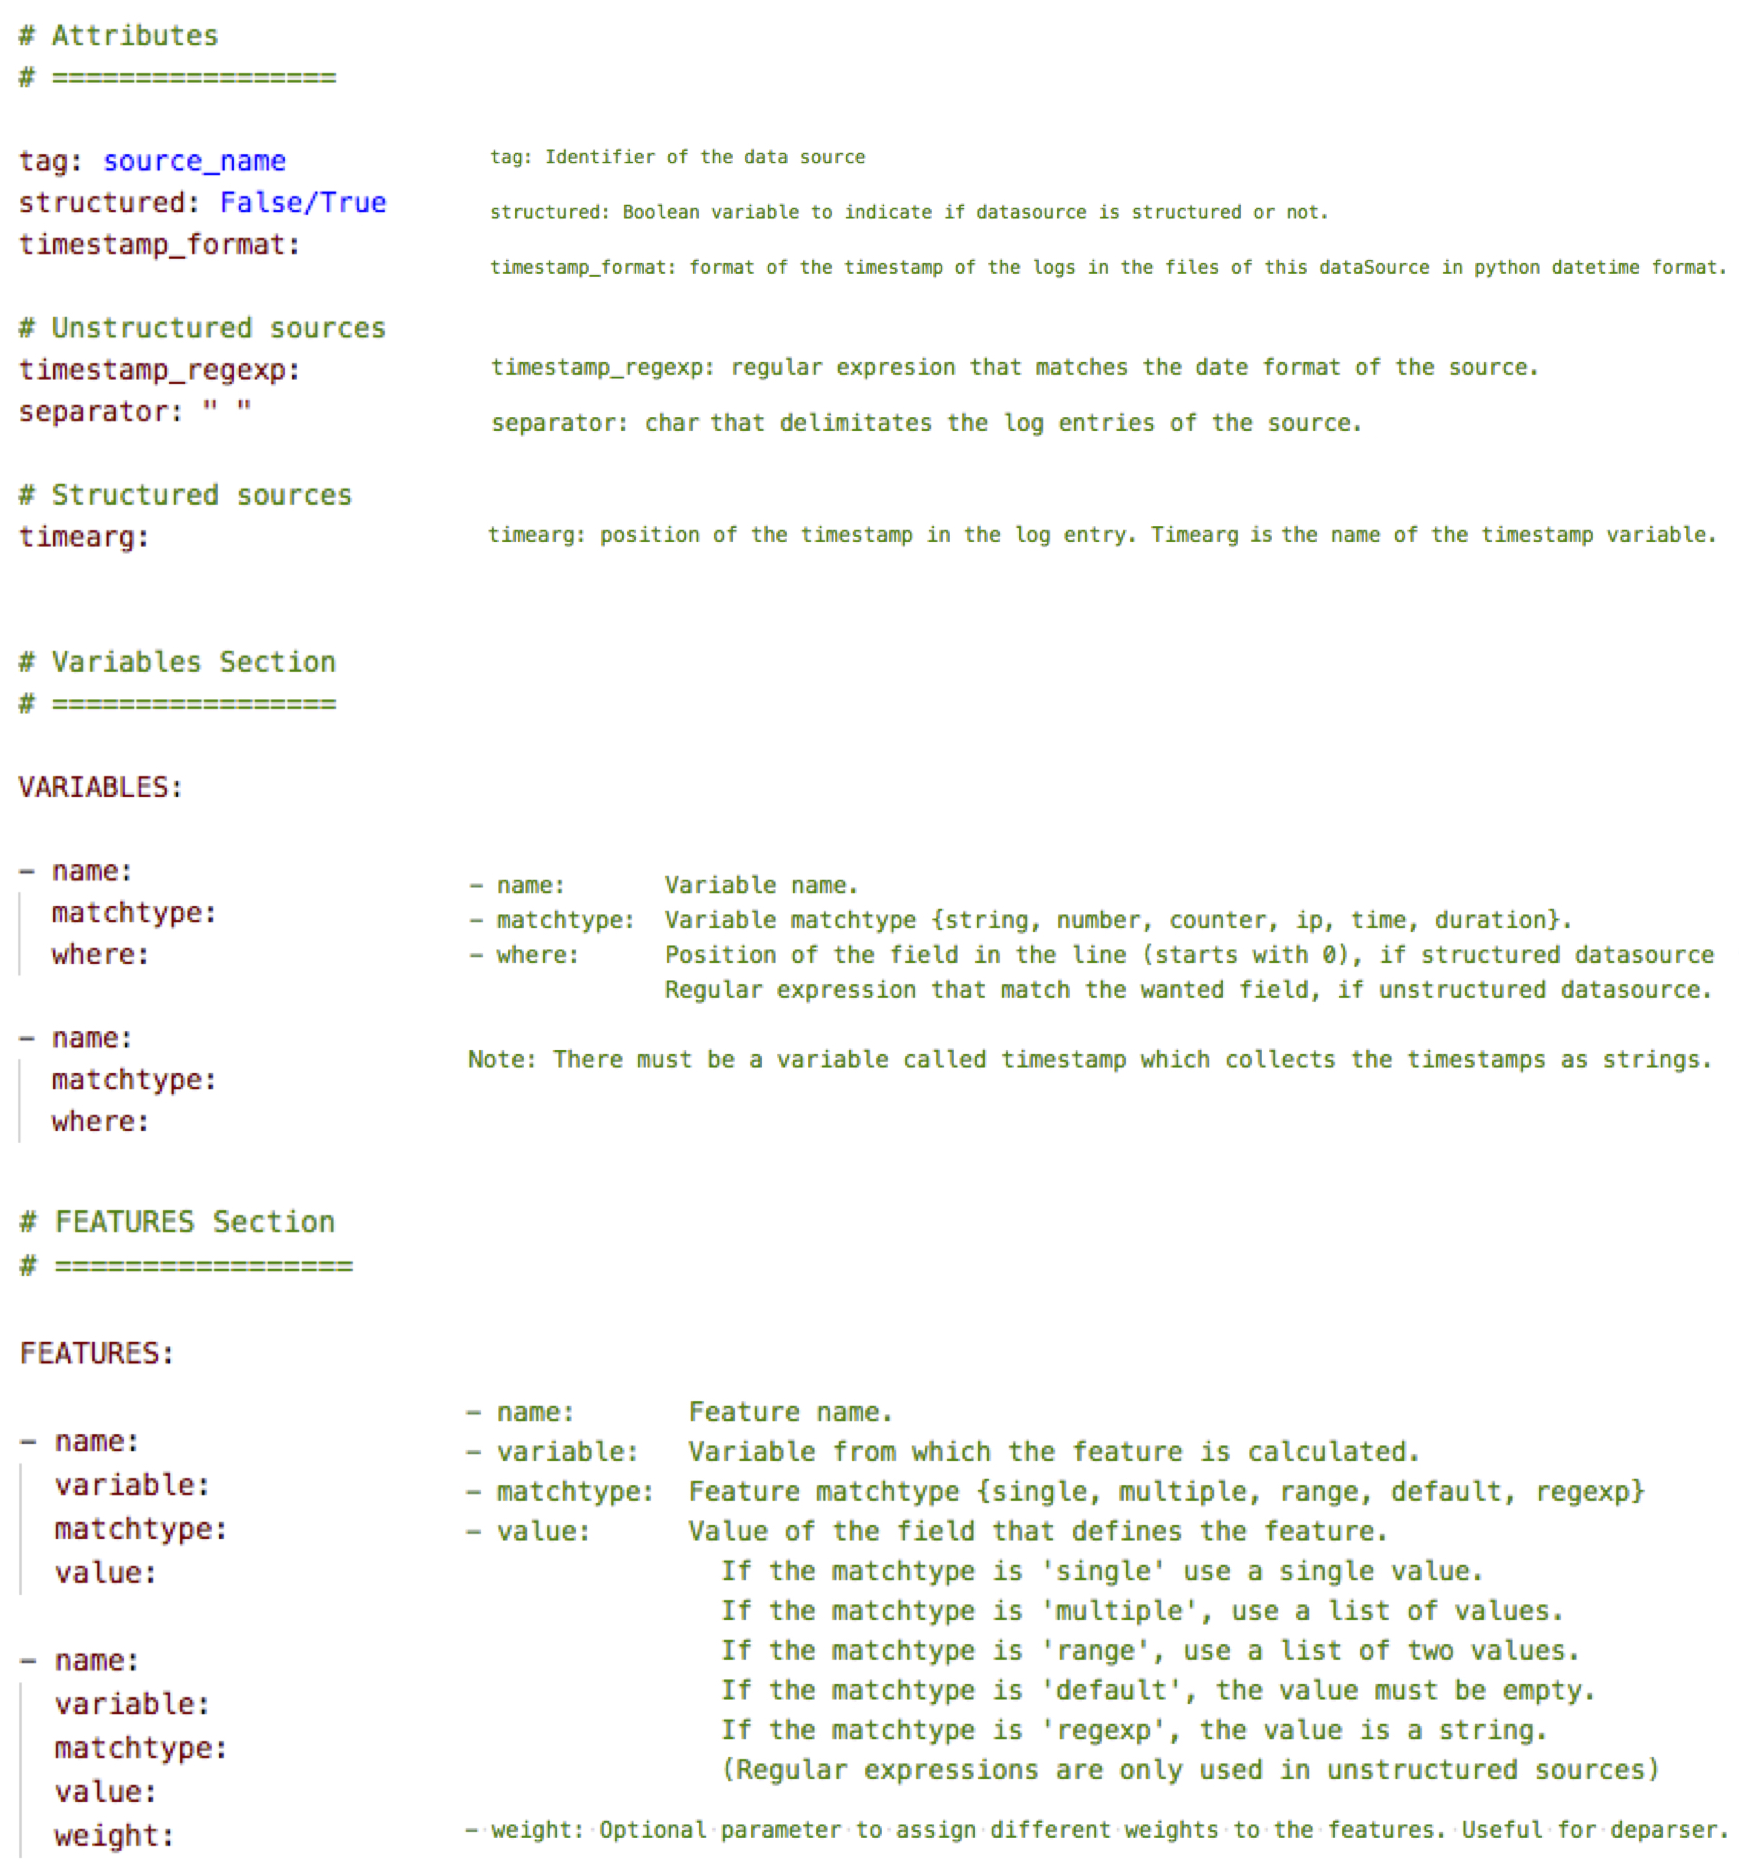 # Attributes
# =================
tag: source_name
tag: Identifier of the data source
structured: False/True
structured: Boolean variable to indicate if datasource is structured or not.
timestamp_format:
timestamp_format: format of the timestamp of the logs in the files of this dataSource in python datetime format.
# Unstructured sources
timestamp_regexp:
timestamp_regexp: regular expresion that matches the date format of the source.
separator: " "
separator: char that delimitates the log entries of the source.
# Structured sources
timearg:
timearg: position of the timestamp in the log entry. Timearg is the name of the timestamp variable.
# Variables Section
# =================
VARIABLES:
- name:
matchtype:
where:
- name:
matchtype:
where:
- name: Variable name.
- matchtype: Variable matchtype {string, number, counter, ip, time, duration}.
- where: Position of the field in the line (starts with 0), if structured datasource
Regular expression that match the wanted field, if unstructured datasource.
Note: There must be a variable called timestamp which collects the timestamps as strings.
# FEATURES Section
# =================
FEATURES:
- name:
variable:
matchtype:
value:
- name:
variable:
matchtype:
value:
weight:
- name: Feature name.
- variable: Variable from which the feature is calculated.
- matchtype: Feature matchtype {single, multiple, range, default, regexp}
- value: Value of the field that defines the feature.
If the matchtype is 'single' use a single value.
If the matchtype is 'multiple', use a list of values.
If the matchtype is 'range', use a list of two values.
If the matchtype is 'default', the value must be empty.
If the matchtype is 'regexp', the value is a string.
(Regular expressions are only used in unstructured sources)
- weight: Optional parameter to assign different weights to the features. Useful for deparser.